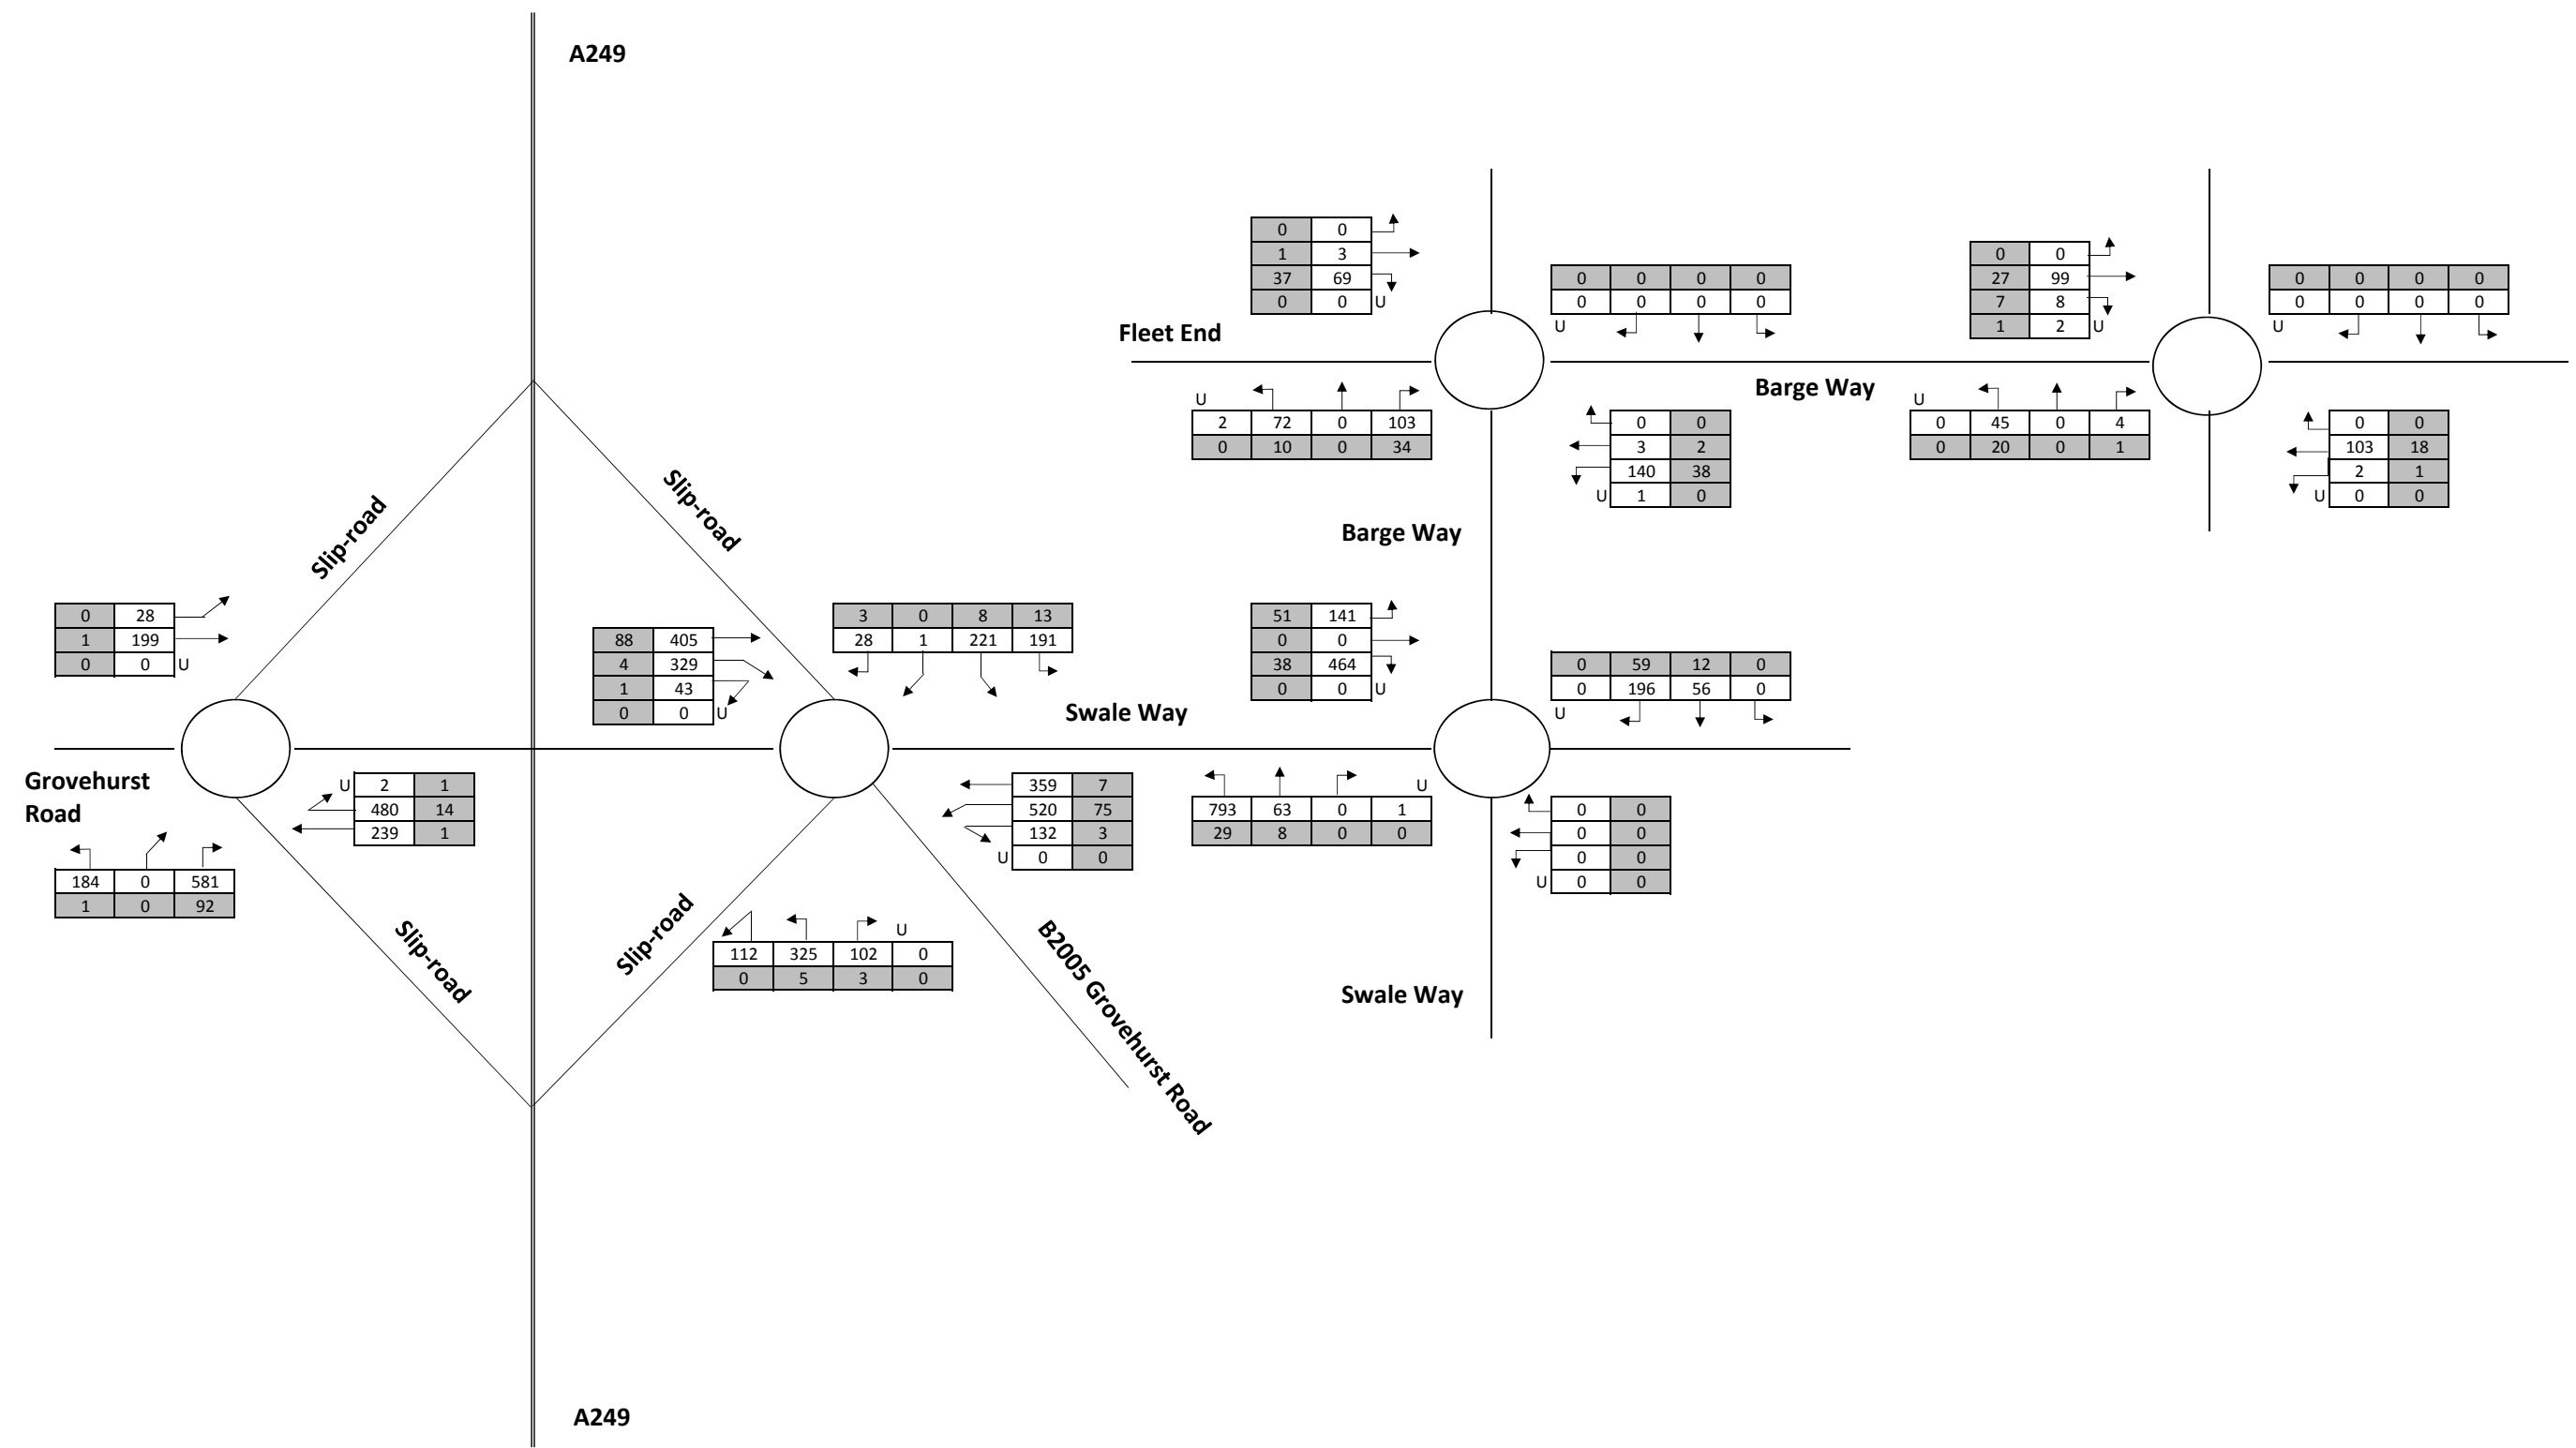 A249
0 0
1 3
37 69
0 0 U
Fleet End
0 0 0 0
0 0 0 0
U
0 0
27 99
7 8
1 2 U
0 0 0 0
0 0 0 0
U
U
2 72 0 103
0 10 0 34
0 0
3 2
140 38
U 1 0
Barge Way
U
0 45 0 4
0 20 0 1
0 0
103 18
2 1
U 0 0
Barge Way
Slip-road
Slip-road
0 28
1 199
0 0 U
88 405
4 329
1 43
0 0 U
3 0 8 13
28 1 221 191
Swale Way
51 141
0 0
38 464
0 0 U
0 59 12 0
0 196 56 0
U
Grovehurst
Road
U 2 1
480 14
239 1
184 0 581
1 0 92
359 7
520 75
132 3
U 0 0
U
793 63 0 1
29 8 0 0
0 0
0 0
0 0
U 0 0
Slip-road
Slip-road
U
112 325 102 0
0 5 3 0
B2005 Grovehurst Road
Swale Way
A249